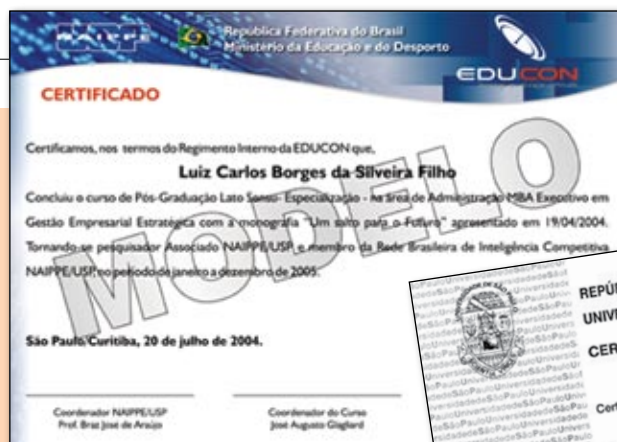 NAIPPE
República Federativa do Brasil
Ministério da Educação e do Desporto
EDUCON
CERTIFICADO
Certificamos, nos termos do Regimento Interno da EDUCON que,
Luiz Carlos Borges da Silveira Filho
Concluiu o curso de Pós-Graduação Lato Sensu- Especialização - na área de Administração MBA Executivo em
Gestão Empresarial Estratégica com a monografia "Um salto para o Futuro" apresentado em 19/04/2004.
Tornando-se pesquisador Associado NAIPPE/USP e membro da Rede Brasileira de Inteligência Competitiva
NAIPPE/USP, no período de janeiro a dezembro de 2005.
MODELO
São Paulo/Curitiba, 20 de julho de 2004.
Coordenador NAIPPE/USP
Prof. Braz José de Araújo
Coordenador do Curso
José Augusto Gagliard
REPÚ
UNIVE
CER
Cert